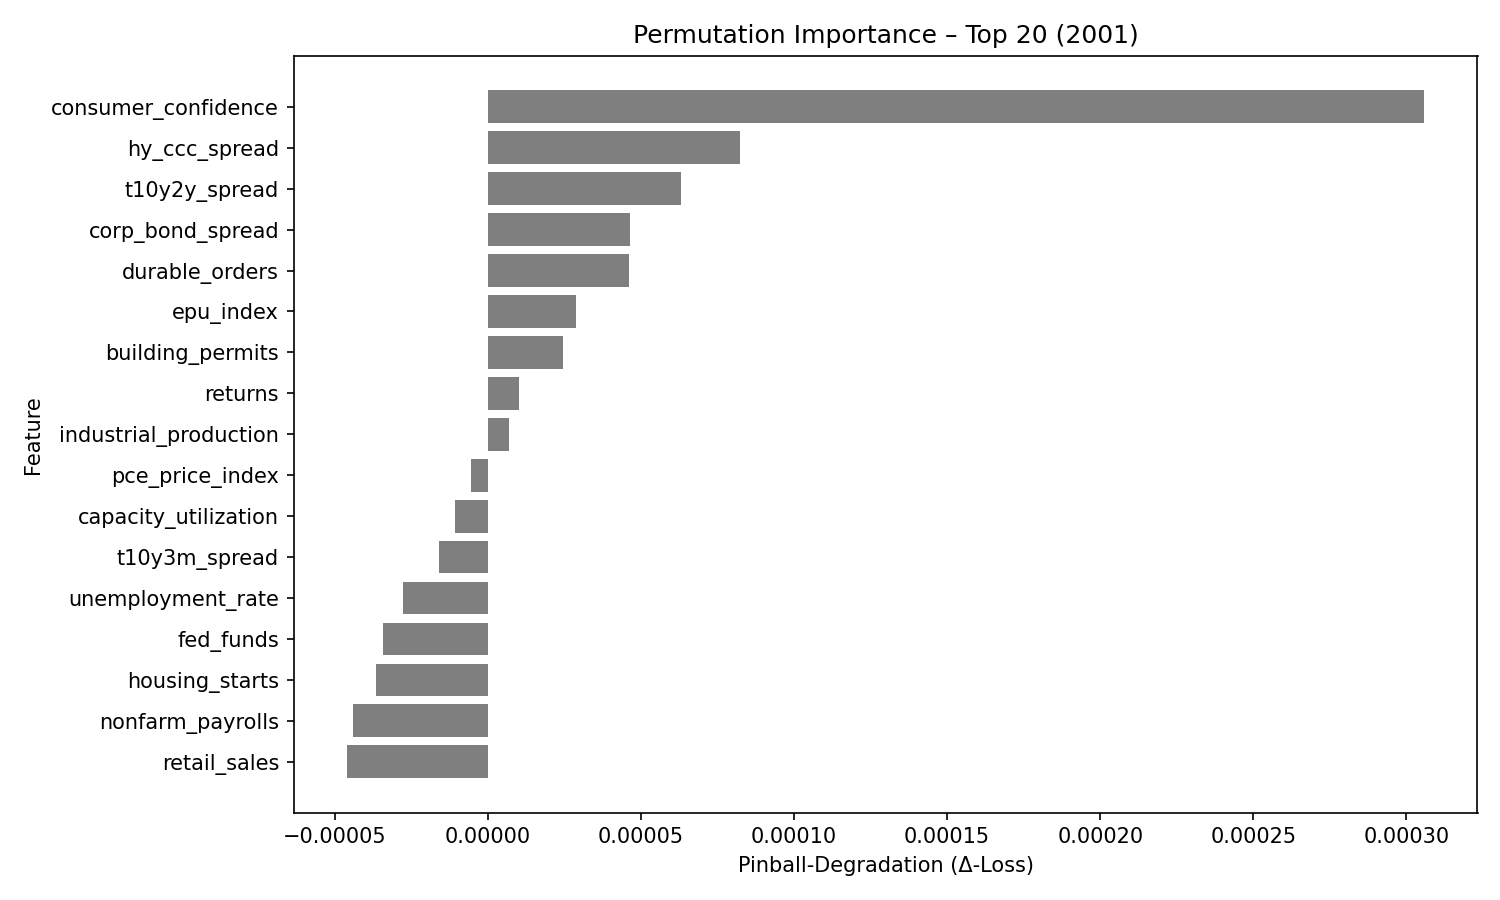 Permutation Importance – Top 20 (2001)
consumer_confidence
hy_ccc_spread
t10y2y_spread
corp_bond_spread
durable_orders
epu_index
building_permits
returns
industrial_production
pce_price_index
capacity_utilization
t10y3m_spread
unemployment_rate
fed_funds
housing_starts
nonfarm_payrolls
retail_sales
Feature
−0.00005 0.00000 0.00005 0.00010 0.00015 0.00020 0.00025 0.00030
Pinball-Degradation (Δ-Loss)